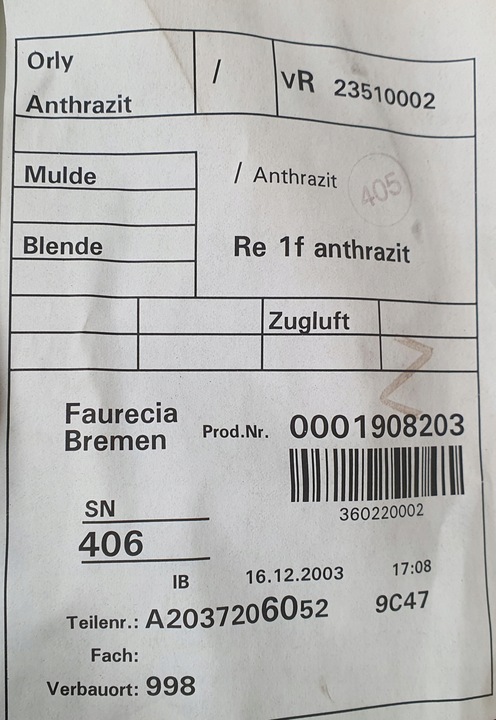 Orly
Anthrazit
/
vR 23510002
Mulde
/ Anthrazit
405
Blende
Re 1f anthrazit
Zugluft
Z
Faurecia
Bremen
Prod.Nr. 0001908203
360220002
SN
406
IB 16.12.2003 17:08
Teilenr.: A2037206052 9C47
Fach:
Verbauort: 998